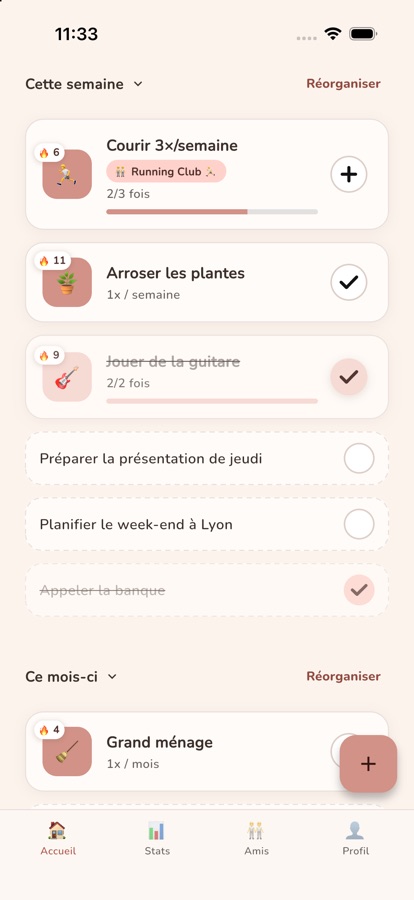 11:33
Cette semaine
Réorganiser
6
Courir 3×/semaine
Running Club
2/3 fois
11
Arroser les plantes
1x / semaine
9
Jouer de la guitare
2/2 fois
Préparer la présentation de jeudi
Planifier le week-end à Lyon
Appeler la banque
Ce mois-ci
Réorganiser
4
Grand ménage
1x / mois
Accueil
Stats
Amis
Profil